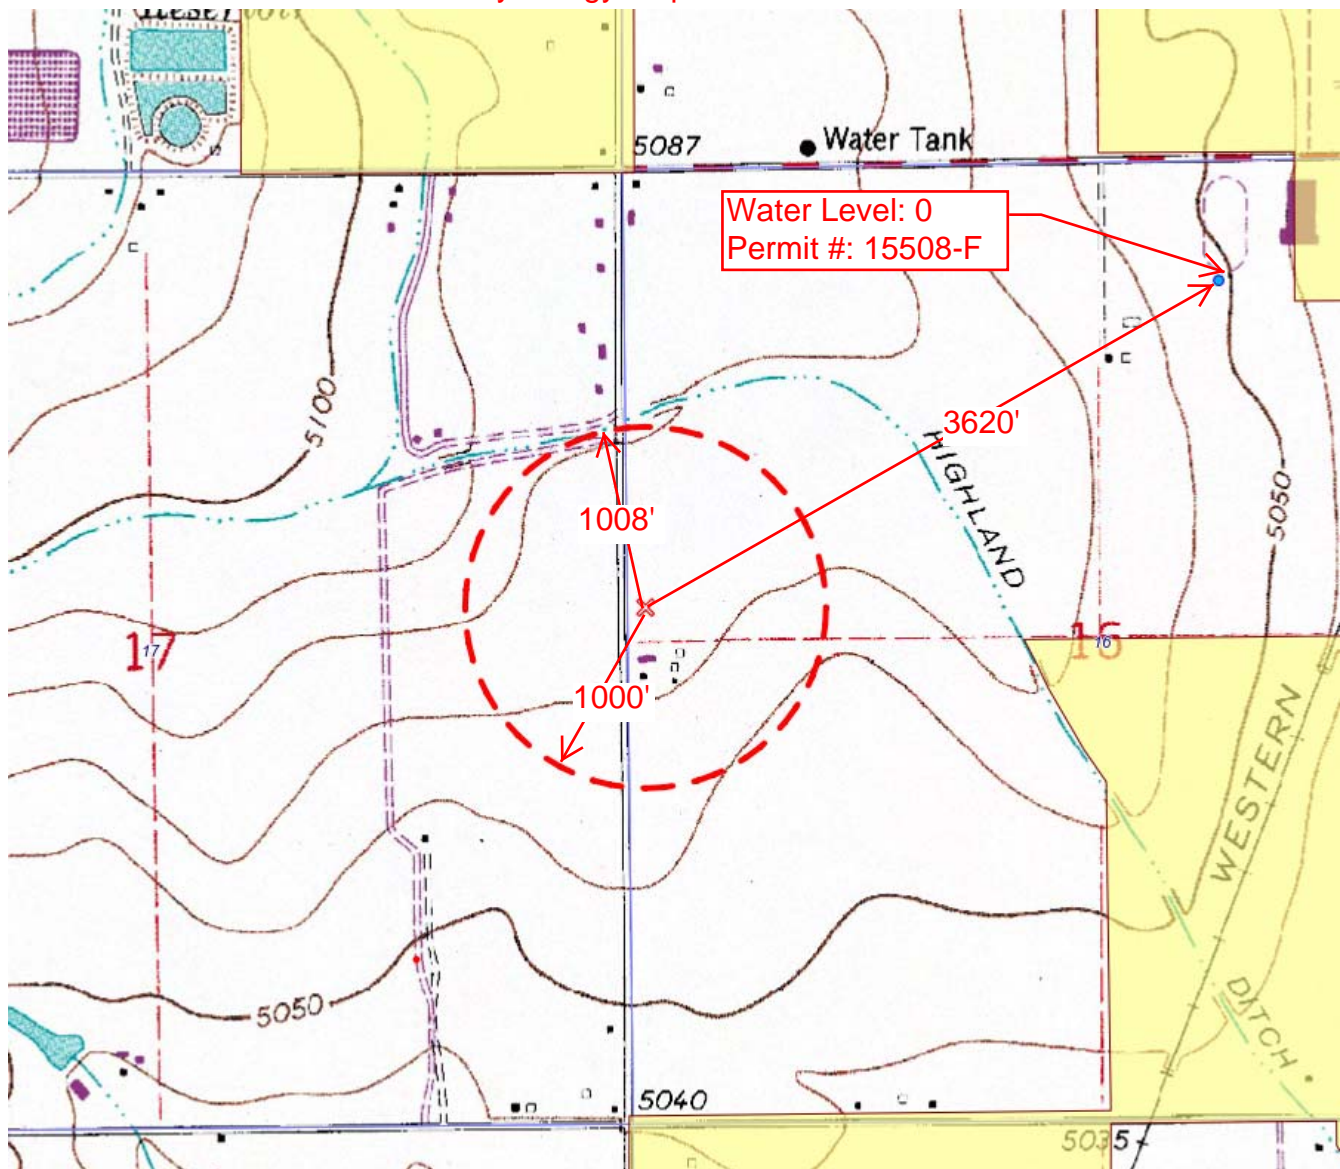 5087
Water Tank
Water Level: 0
Permit #: 15508-F
5100
3620'
HIGHLAND
5050
1008'
17
17
16
16
1000'
WESTERN
5050
DITCH
5040
5035